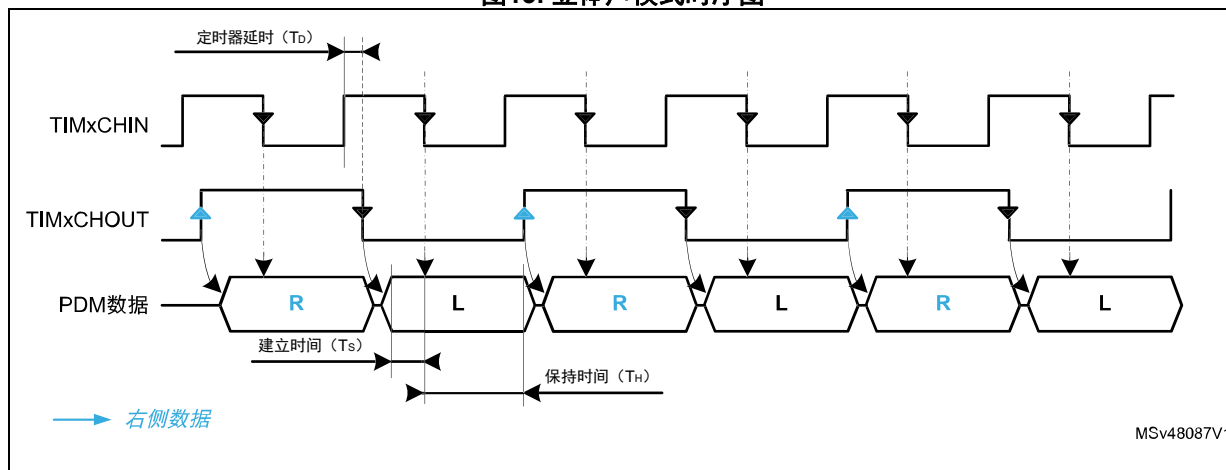 定时器延时（TD）
TIMxCHIN
TIMxCHOUT
PDM数据
R
L
R
L
R
L
建立时间（TS）
保持时间（TH）
右侧数据
MSv48087V1